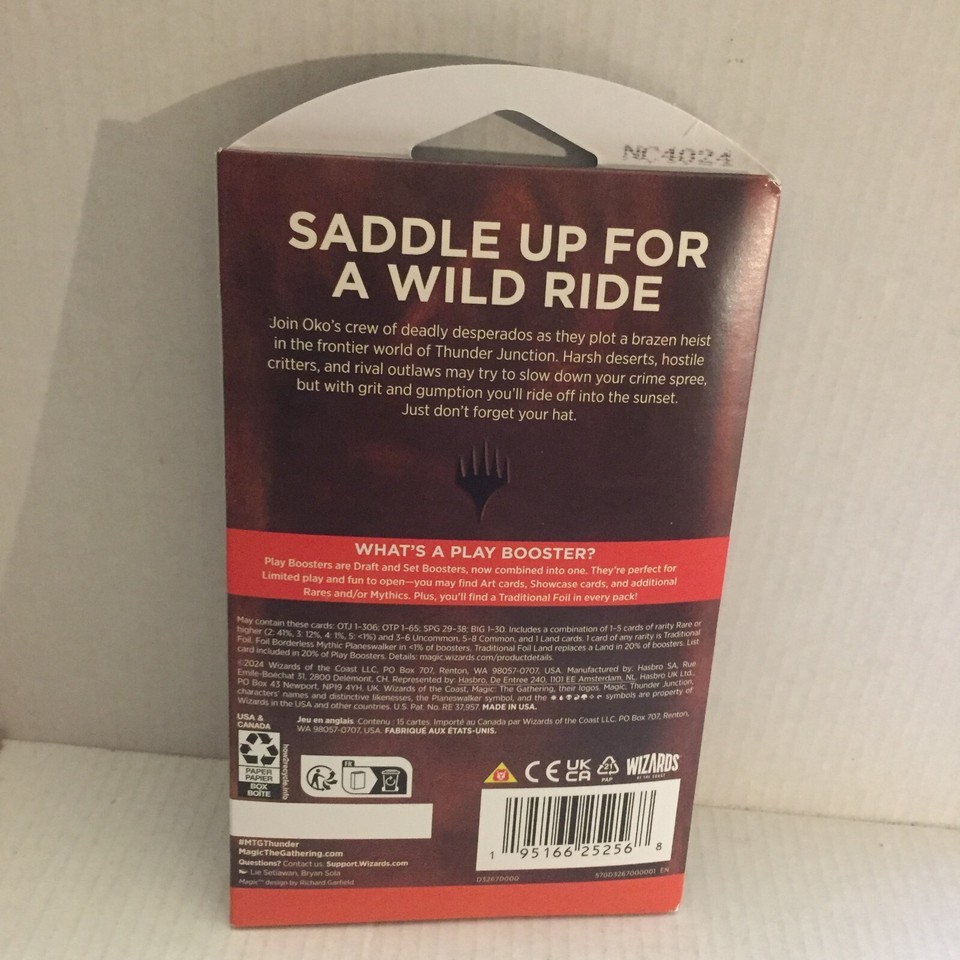 NC4024
SADDLE UP FOR
A WILD RIDE
Join Oko's crew of deadly desperados as they plot a brazen heist
in the frontier world of Thunder Junction. Harsh deserts, hostile
critters, and rival outlaws may try to slow down your crime spree,
but with grit and gumption you'll ride off into the sunset.
Just don't forget your hat.
WHAT'S A PLAY BOOSTER?
Play Boosters are Draft and Set Boosters, now combined into one. They're perfect for
Limited play and fun to open—you may find Art cards, Showcase cards, and additional
Rares and/or Mythics. Plus, you'll find a Traditional Foil in every pack!
May contain these cards: OTJ 1–306; OTP 1–65; SPG 29–38; BIG 1–30. Includes a combination of 1–5 cards of rarity Rare or
higher (2: 41%, 3: 12%, 4: 1%, 5: <1%) and 3–6 Uncommon, 5–8 Common, and 1 Land cards. 1 card of any rarity is Traditional
Foil. Foil Borderless Mythic Planeswalker in <1% of boosters. Traditional Foil Land replaces a Land in 20% of boosters. List
card included in 20% of Play Boosters. Details: magic.wizards.com/productdetails.
©2024 Wizards of the Coast LLC, PO Box 707, Renton, WA 98057-0707, USA. Manufactured by: Hasbro SA, Rue
Emile-Boéchat 31, 2800 Delémont, CH. Represented by: Hasbro, De Entree 240, 1101 EE Amsterdam, NL. Hasbro UK Ltd.,
PO Box 43 Newport, NP19 4YH, UK. Wizards of the Coast, Magic: The Gathering, their logos, Magic, Thunder Junction,
characters' names and distinctive likenesses, the Planeswalker symbol, and the symbols are property of
Wizards in the USA and other countries. U.S. Pat. No. RE 37,957. MADE IN USA.
Jeu en anglais. Contenu : 15 cartes. Importé au Canada par Wizards of the Coast LLC, PO Box 707, Renton,
WA 98057-0707, USA. FABRIQUÉ AUX ÉTATS-UNIS.
USA &
CANADA
PAPER
PAPIER
BOX
BOÎTE
how2recycle.info
FR
CE
UK
CA
21
PAP
WIZARDS
OF THE COAST
1 95166 25256 8
#MTGThunder
MagicTheGathering.com
Questions? Contact us: Support.Wizards.com
Lie Setiawan, Bryan Sola
Magic™ design by Richard Garfield
D32670000
570D3267000001 EN